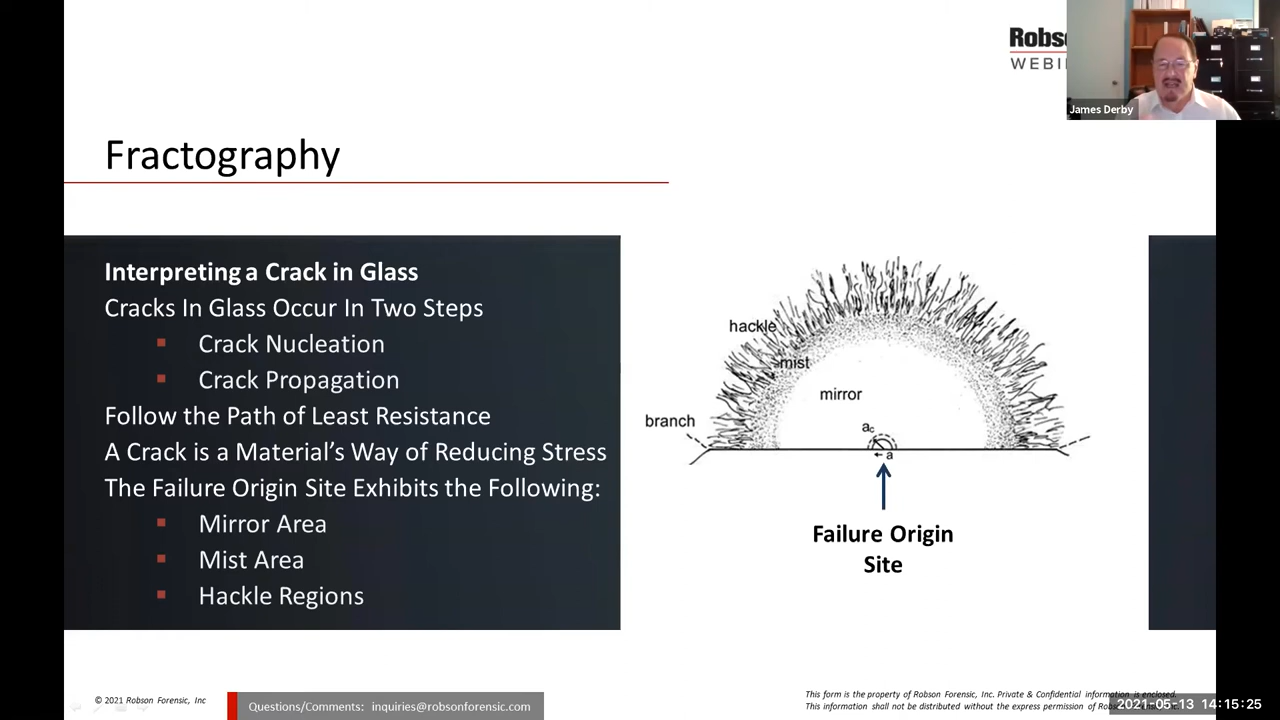 WEBI
James Derby
Fractography
Interpreting a Crack in Glass
Cracks In Glass Occur In Two Steps
Crack Nucleation
Crack Propagation
Follow the Path of Least Resistance
A Crack is a Material’s Way of Reducing Stress
The Failure Origin Site Exhibits the Following:
Mirror Area
Mist Area
Hackle Regions
hackle
mist
mirror
branch
ac
a
Failure Origin
Site
© 2021 Robson Forensic, Inc
Questions/Comments: inquiries@robsonforensic.com
This form is the property of Robson Forensic, Inc. Private & Confidential information is enclosed.
This information shall not be distributed without the express permission of
2021-05-13 14:15:25